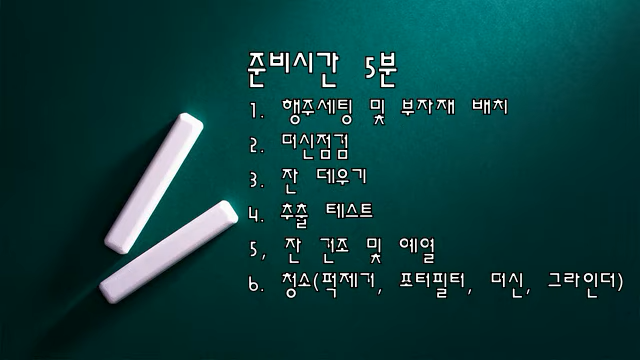 준비시간 5분
1. 행주세팅 및 부자재 배치
2. 머신점검
3. 잔 데우기
4. 추출 테스트
5, 잔 건조 및 예열
6. 청소(퍽제거, 포터필터, 머신, 그라인더)